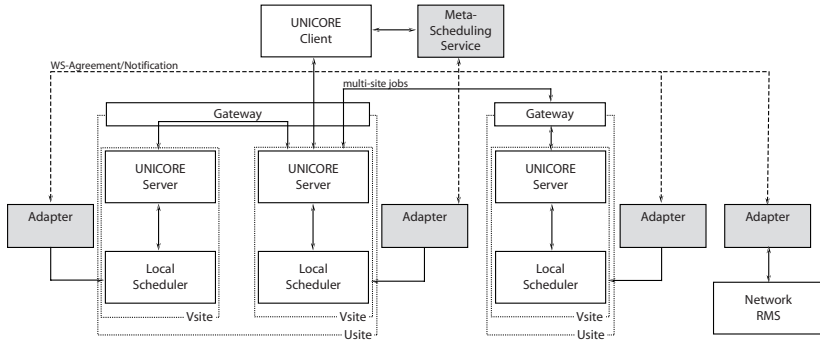 UNICORE
Client
Meta-
Scheduling
Service
WS-Agreement/Notification
multi-site jobs
Gateway
Gateway
UNICORE
Server
UNICORE
Server
UNICORE
Server
Adapter
Adapter
Adapter
Adapter
Local
Scheduler
Local
Scheduler
Local
Scheduler
Network
RMS
Vsite
Vsite
Vsite
Usite
Usite